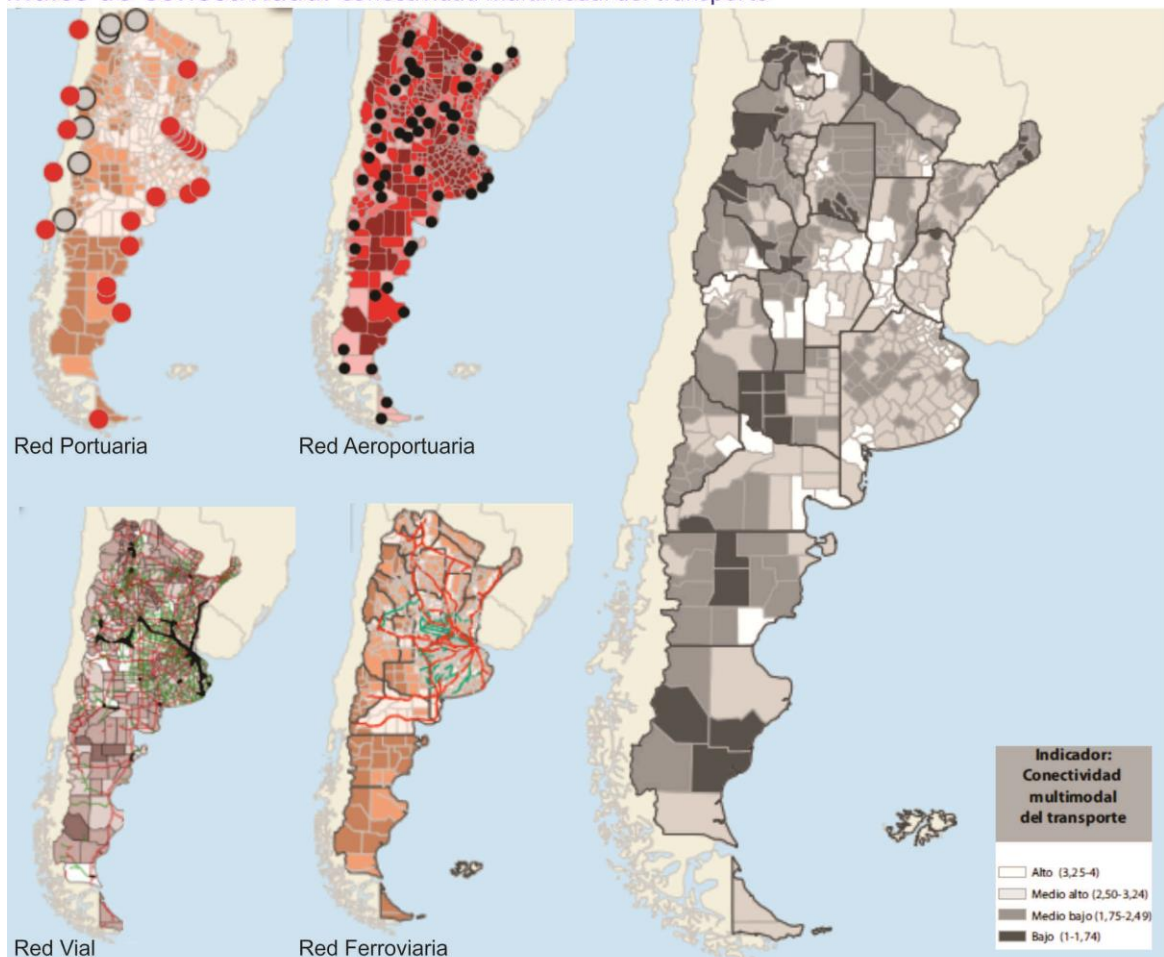 Red Portuaria
Red Aeroportuaria
Red Vial
Red Ferroviaria
Indicador:
Conectividad
multimodal
del transporte
Alto (3,25-4)
Medio alto (2,50-3,24)
Medio bajo (1,75-2,49)
Bajo (1-1,74)